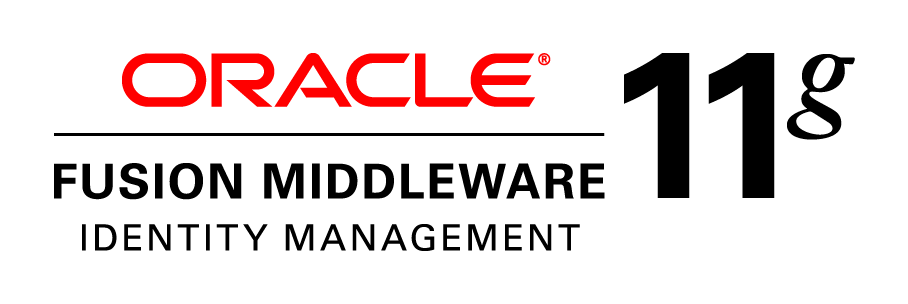 ORACLE®
FUSION MIDDLEWARE
IDENTITY MANAGEMENT
11g